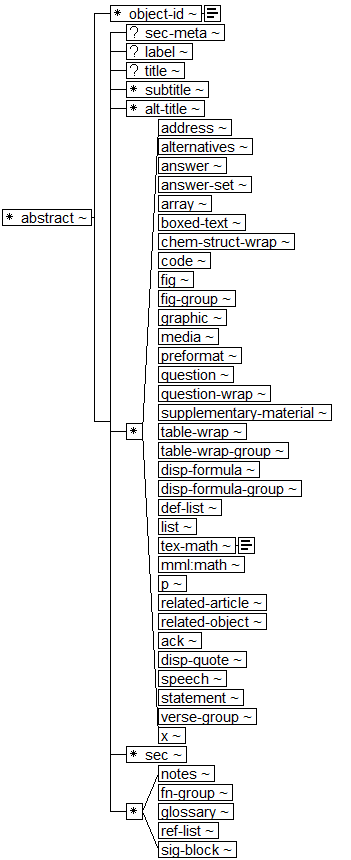 * object-id ~
? sec-meta ~
? label ~
? title ~
* subtitle ~
* alt-title ~
address ~
alternatives ~
answer ~
answer-set ~
array ~
boxed-text ~
* abstract ~
chem-struct-wrap ~
code ~
fig ~
fig-group ~
graphic ~
media ~
preformat ~
question ~
question-wrap ~
supplementary-material ~
* table-wrap ~
table-wrap-group ~
disp-formula ~
disp-formula-group ~
def-list ~
list ~
tex-math ~
mml:math ~
p ~
related-article ~
related-object ~
ack ~
disp-quote ~
speech ~
statement ~
verse-group ~
x ~
* sec ~
notes ~
fn-group ~
* glossary ~
ref-list ~
sig-block ~